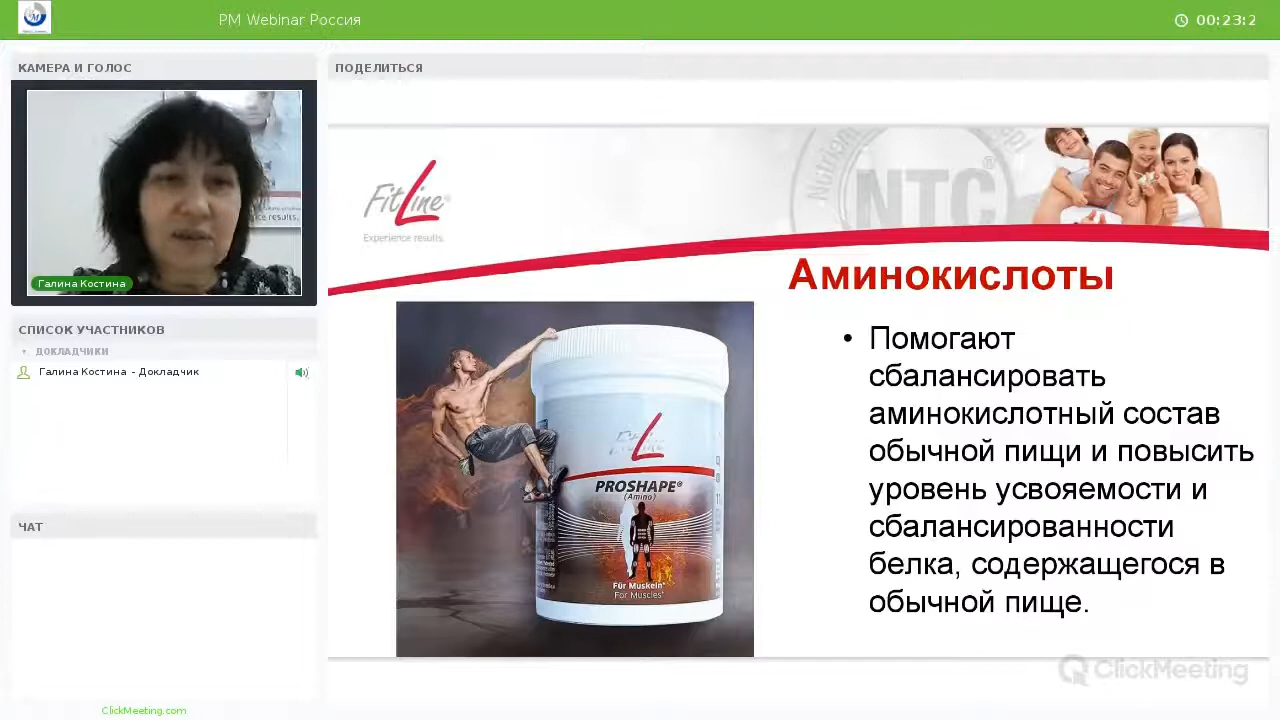 PM Webinar Россия
00:23:2
КАМЕРА И ГОЛОС
Галина Костина
СПИСОК УЧАСТНИКОВ
ДОКЛАДЧИКИ
Галина Костина - Докладчик
ЧАТ
ClickMeeting.com
ПОДЕЛИТЬСЯ
FitLine®
Experience results.
NTC®
Аминокислоты
• Помогают
сбалансировать
аминокислотный состав
обычной пищи и повысить
уровень усвояемости и
сбалансированности
белка, содержащегося в
обычной пище.
PROSHAPE®
(Amino)
Für Muskeln*
For Muscles*
ClickMeeting